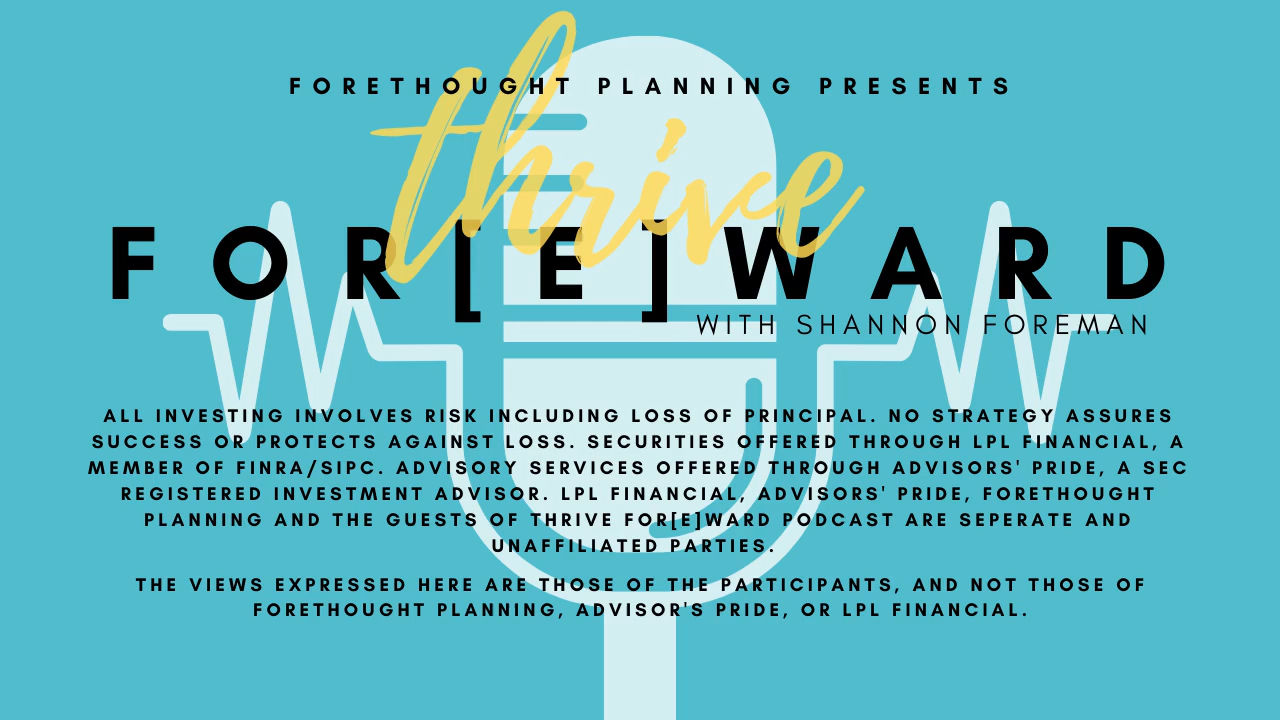 FORETHOUGHT PLANNING PRESENTS
thrive
FOR[E]WARD
WITH SHANNON FOREMAN
ALL INVESTING INVOLVES RISK INCLUDING LOSS OF PRINCIPAL. NO STRATEGY ASSURES
SUCCESS OR PROTECTS AGAINST LOSS. SECURITIES OFFERED THROUGH LPL FINANCIAL, A
MEMBER OF FINRA/SIPC. ADVISORY SERVICES OFFERED THROUGH ADVISORS' PRIDE, A SEC
REGISTERED INVESTMENT ADVISOR. LPL FINANCIAL, ADVISORS' PRIDE, FORETHOUGHT
PLANNING AND THE GUESTS OF THRIVE FOR[E]WARD PODCAST ARE SEPERATE AND
UNAFFILIATED PARTIES.
THE VIEWS EXPRESSED HERE ARE THOSE OF THE PARTICIPANTS, AND NOT THOSE OF
FORETHOUGHT PLANNING, ADVISOR'S PRIDE, OR LPL FINANCIAL.